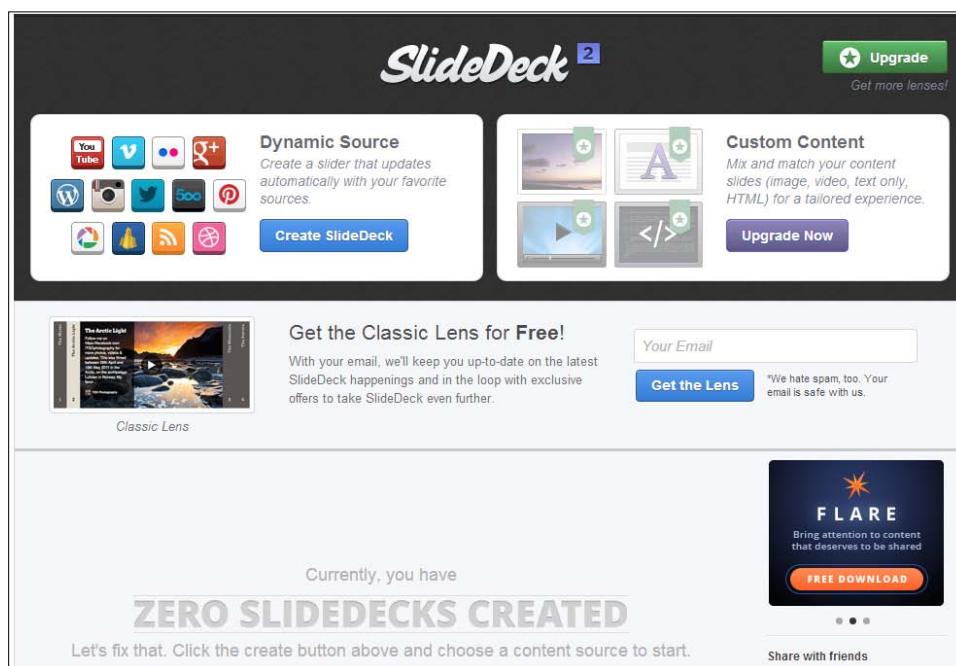 SlideDeck 2
Upgrade
Get more lenses!
You
Tube
500
Dynamic Source
Create a slider that updates
automatically with your favorite
sources.
Create SlideDeck
A
</>
Custom Content
Mix and match your content
slides (image, video, text only,
HTML) for a tailored experience.
Upgrade Now
The Arctic Light
Classic Lens
Get the Classic Lens for Free!
With your email, we'll keep you up-to-date on the latest
SlideDeck happenings and in the loop with exclusive
offers to take SlideDeck even further.
Your Email
Get the Lens
*We hate spam, too. Your
email is safe with us.
Currently, you have
ZERO SLIDEDECKS CREATED
Let's fix that. Click the create button above and choose a content source to start.
FLARE
Bring attention to content
that deserves to be shared
FREE DOWNLOAD
Share with friends